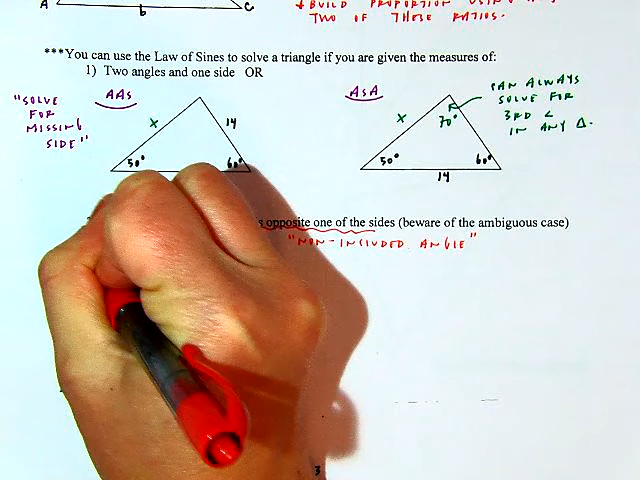 A b C
↓ BUILD PROPORTION USING
TWO OF THESE RATIOS.
***You can use the Law of Sines to solve a triangle if you are given the measures of:
1) Two angles and one side OR
"SOLVE
FOR
MISSING
SIDE"
AAS
x
14
50°
60°
ASA
x
70°
50°
60°
14
CAN ALWAYS
SOLVE FOR
3RD ∠
IN ANY Δ.
opposite one of the sides (beware of the ambiguous case)
"NON-INCLUDED ANGLE"
3